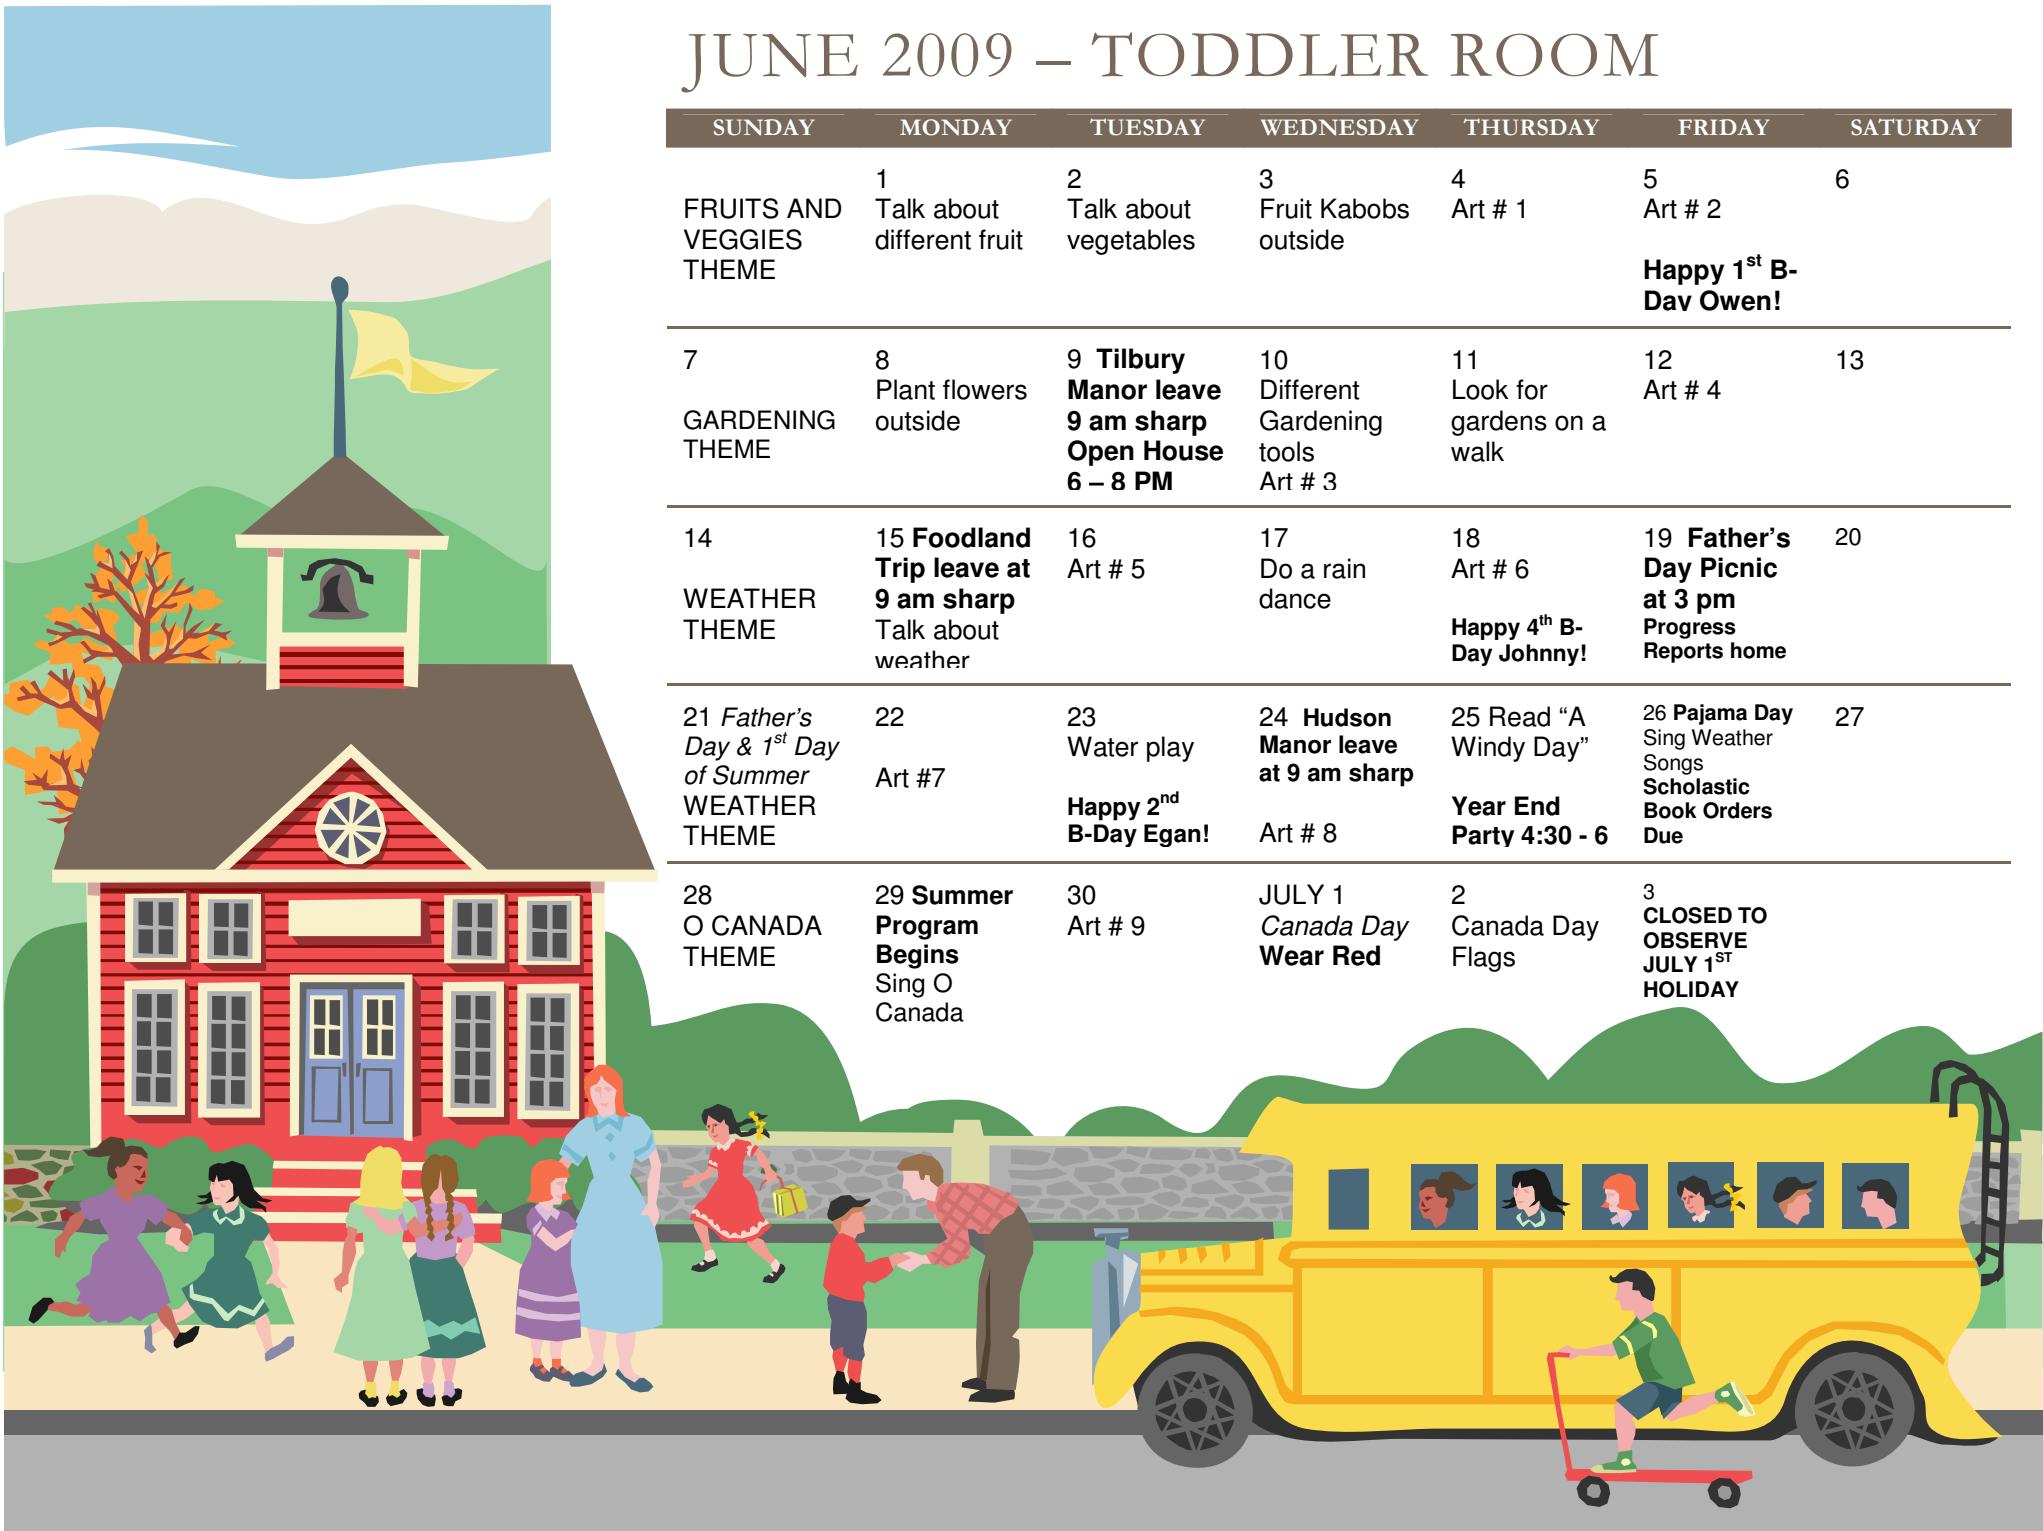 JUNE 2009 – TODDLER ROOM
SUNDAY MONDAY TUESDAY WEDNESDAY THURSDAY FRIDAY SATURDAY
FRUITS AND
VEGGIES
THEME
1
Talk about
different fruit
2
Talk about
vegetables
3
Fruit Kabobs
outside
4
Art # 1
5
Art # 2
Happy 1st B-
Day Owen!
6
7
GARDENING
THEME
8
Plant flowers
outside
9 Tilbury
Manor leave
9 am sharp
Open House
6 – 8 PM
10
Different
Gardening
tools
Art # 3
11
Look for
gardens on a
walk
12
Art # 4
13
14
WEATHER
THEME
15 Foodland
Trip leave at
9 am sharp
Talk about
weather
16
Art # 5
17
Do a rain
dance
18
Art # 6
Happy 4th B-
Day Johnny!
19 Father's
Day Picnic
at 3 pm
Progress
Reports home
20
21 Father's
Day & 1st Day
of Summer
WEATHER
THEME
22
Art #7
23
Water play
Happy 2nd
B-Day Egan!
24 Hudson
Manor leave
at 9 am sharp
Art # 8
25 Read “A
Windy Day”
Year End
Party 4:30 - 6
26 Pajama Day
Sing Weather
Songs
Scholastic
Book Orders
Due
27
28
O CANADA
THEME
29 Summer
Program
Begins
Sing O
Canada
30
Art # 9
JULY 1
Canada Day
Wear Red
2
Canada Day
Flags
3
CLOSED TO
OBSERVE
JULY 1ST
HOLIDAY